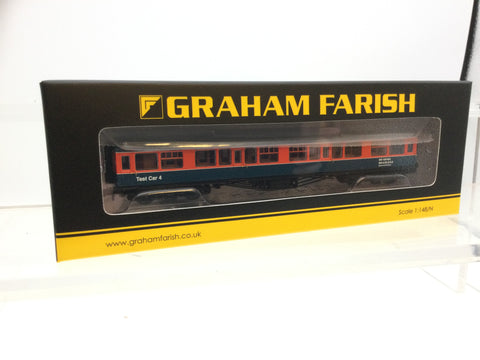 GRAHAM FARISH
Test Car 4
www.grahamfarish.co.uk
Scale 1:148/N